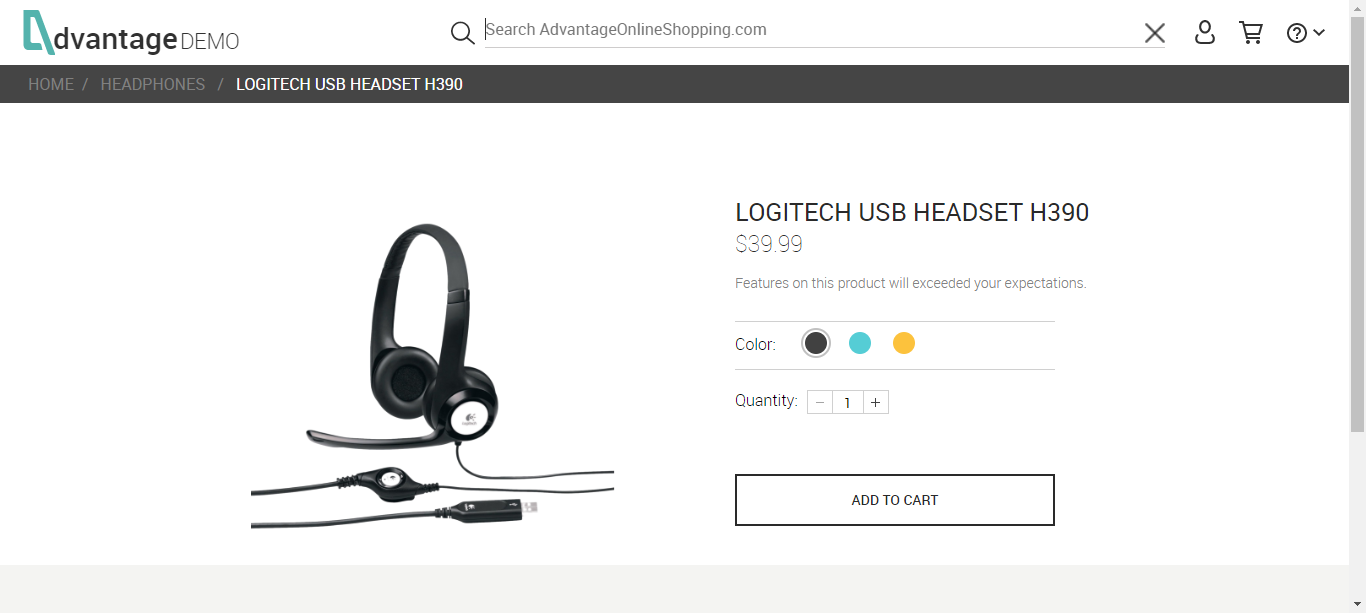 Advantage DEMO
Search AdvantageOnlineShopping.com
HOME / HEADPHONES / LOGITECH USB HEADSET H390
LOGITECH USB HEADSET H390
$39.99
Features on this product will exceeded your expectations.
Color:
Quantity: − 1 +
ADD TO CART